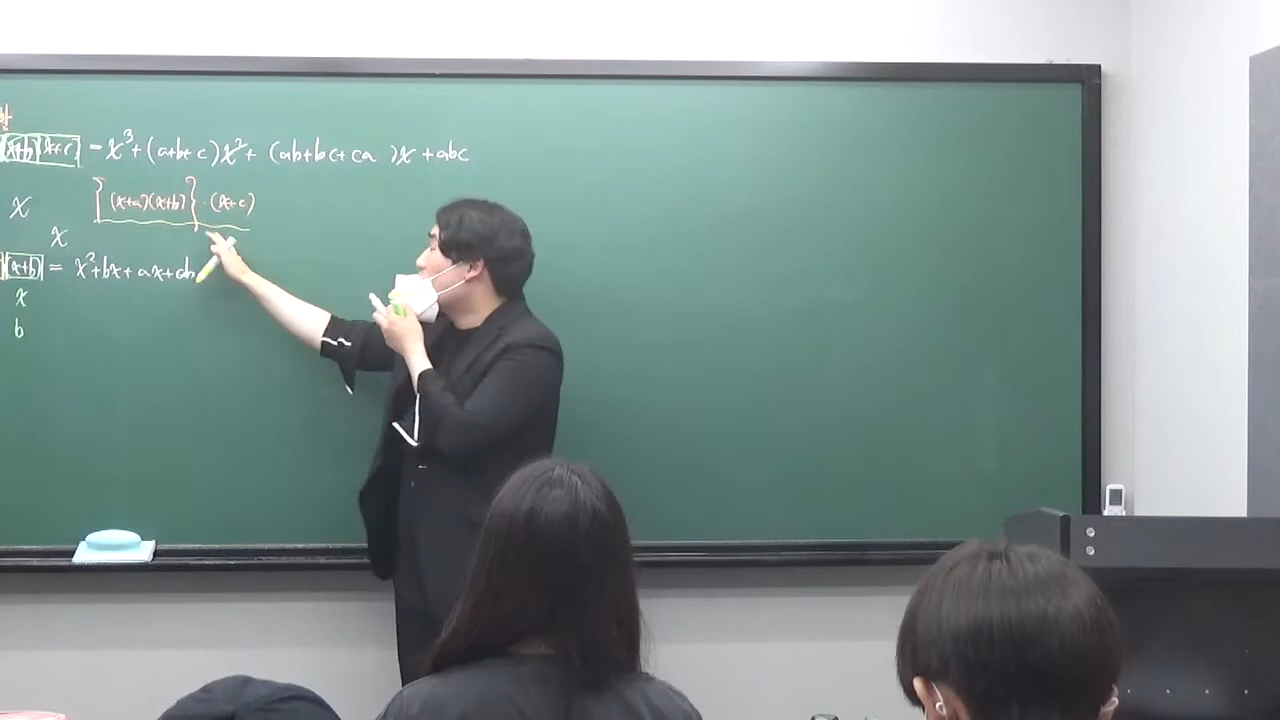 (x+b)(x+c) = x³+(a+b+c)x²+(ab+bc+ca)x+abc
x {(x+a)(x+b)}·(x+c)
x
(x+b) = x²+bx+ax+ab
x
b